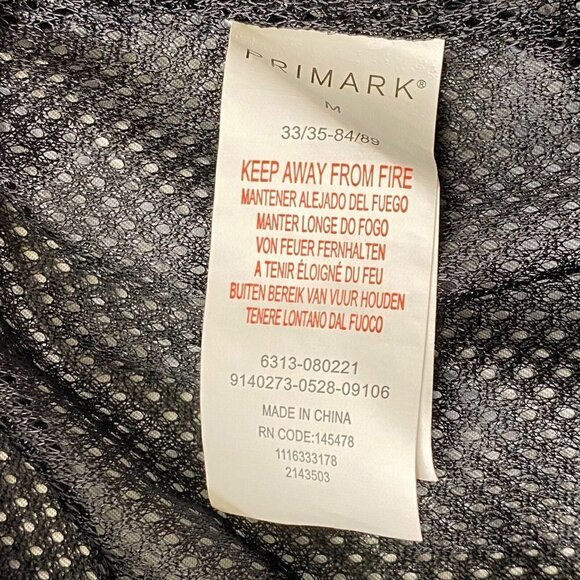 PRIMARK®
M
33/35-84/89
KEEP AWAY FROM FIRE
MANTENER ALEJADO DEL FUEGO
MANTER LONGE DO FOGO
VON FEUER FERNHALTEN
A TENIR ÉLOIGNÉ DU FEU
BUITEN BEREIK VAN VUUR HOUDEN
TENERE LONTANO DAL FUOCO
6313-080221
9140273-0528-09106
MADE IN CHINA
RN CODE:145478
1116333178
2143503